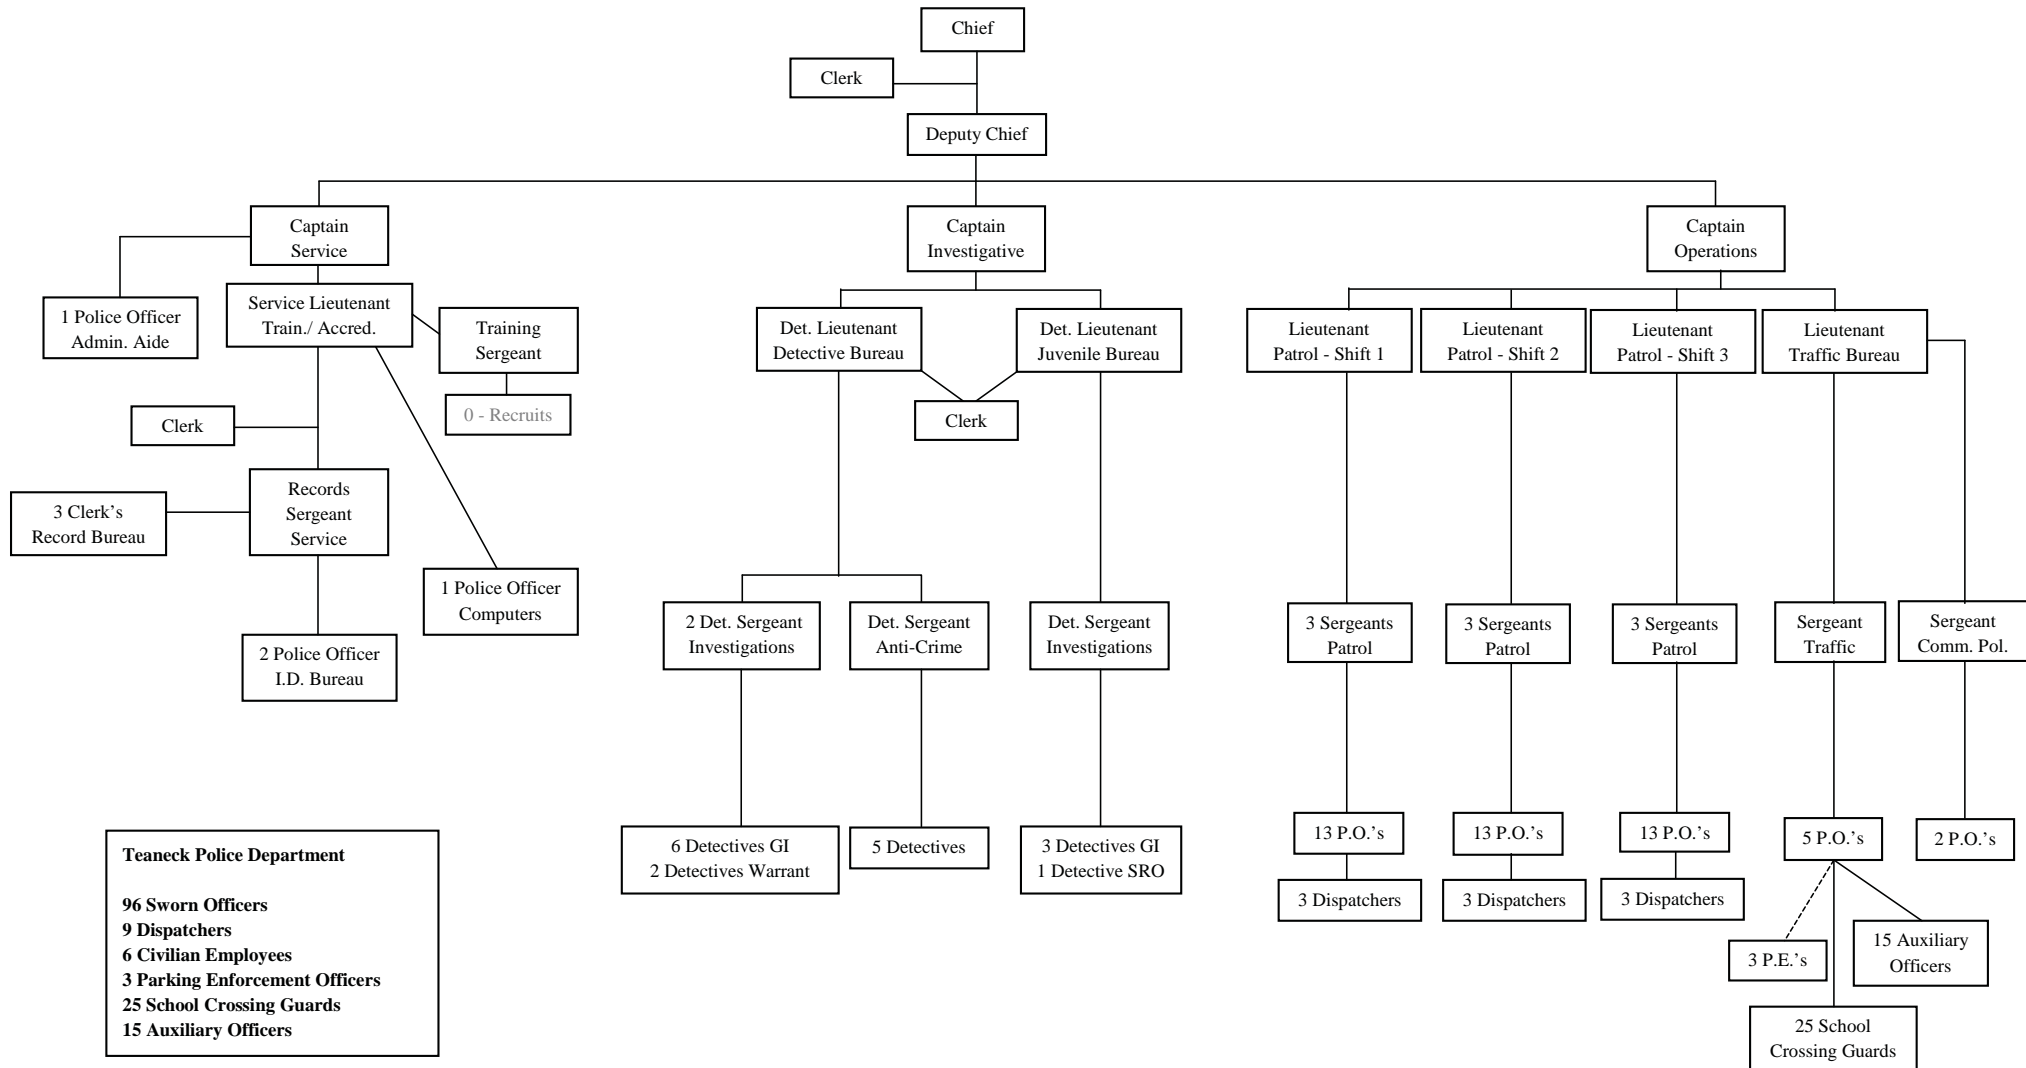 Chief
Clerk
Deputy Chief
Captain
Service
Captain
Investigative
Captain
Operations
1 Police Officer
Admin. Aide
Service Lieutenant
Train./ Accred.
Training
Sergeant
0 - Recruits
Clerk
Records
Sergeant
Service
3 Clerk’s
Record Bureau
1 Police Officer
Computers
2 Police Officer
I.D. Bureau
Det. Lieutenant
Detective Bureau
Det. Lieutenant
Juvenile Bureau
Clerk
2 Det. Sergeant
Investigations
Det. Sergeant
Anti-Crime
Det. Sergeant
Investigations
6 Detectives GI
2 Detectives Warrant
5 Detectives
3 Detectives GI
1 Detective SRO
Lieutenant
Patrol - Shift 1
Lieutenant
Patrol - Shift 2
Lieutenant
Patrol - Shift 3
Lieutenant
Traffic Bureau
3 Sergeants
Patrol
3 Sergeants
Patrol
3 Sergeants
Patrol
Sergeant
Traffic
Sergeant
Comm. Pol.
13 P.O.’s
13 P.O.’s
13 P.O.’s
5 P.O.’s
2 P.O.’s
3 Dispatchers
3 Dispatchers
3 Dispatchers
3 P.E.’s
15 Auxiliary
Officers
25 School
Crossing Guards
Teaneck Police Department
96 Sworn Officers
9 Dispatchers
6 Civilian Employees
3 Parking Enforcement Officers
25 School Crossing Guards
15 Auxiliary Officers